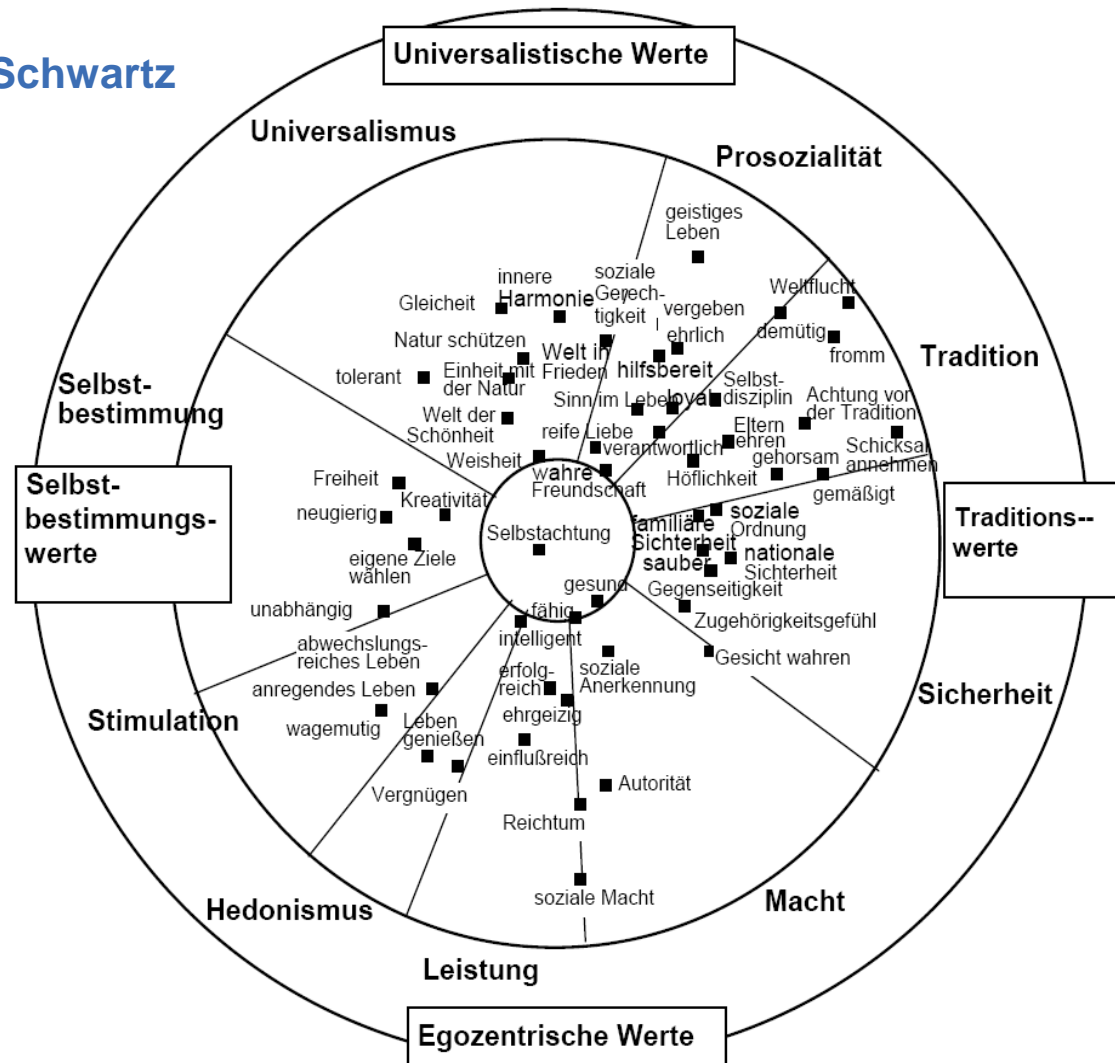 Schwartz
Universalistische Werte
Universalismus
Prosozialität
geistiges
Leben
innere
Harmonie
soziale
Gerech-
tigkeit
Gleicheit
vergeben
ehrlich
Weltflucht
demütig
fromm
Natur schützen
Welt in
Frieden
hilfsbereit
Tradition
tolerant
Einheit mit
der Natur
Sinn im Leben
loyal
Selbst-
disziplin
Achtung vor
der Tradition
Selbst-
bestimmung
Welt der
Schönheit
reife Liebe
verantwortlich
Eltern
ehren
Schicksal
annehmen
Weisheit
wahre
Freundschaft
Höflichkeit
gehorsam
gemäßigt
Selbst-
bestimmungs-
werte
Freiheit
Kreativität
neugierig
eigene Ziele
wählen
Selbstachtung
familiäre
Sichterheit
sauber
soziale
Ordnung
nationale
Sichterheit
Traditions--
werte
gesund
Gegenseitigkeit
Zugehörigkeitsgefühl
unabhängig
fähig
intelligent
abwechslungs-
reiches Leben
erfolg-
reich
soziale
Anerkennung
Gesicht wahren
anregendes Leben
ehrgeizig
Sicherheit
Stimulation
wagemutig
Leben
genießen
einflußreich
Vergnügen
Autorität
Reichtum
soziale Macht
Hedonismus
Macht
Leistung
Egozentrische Werte